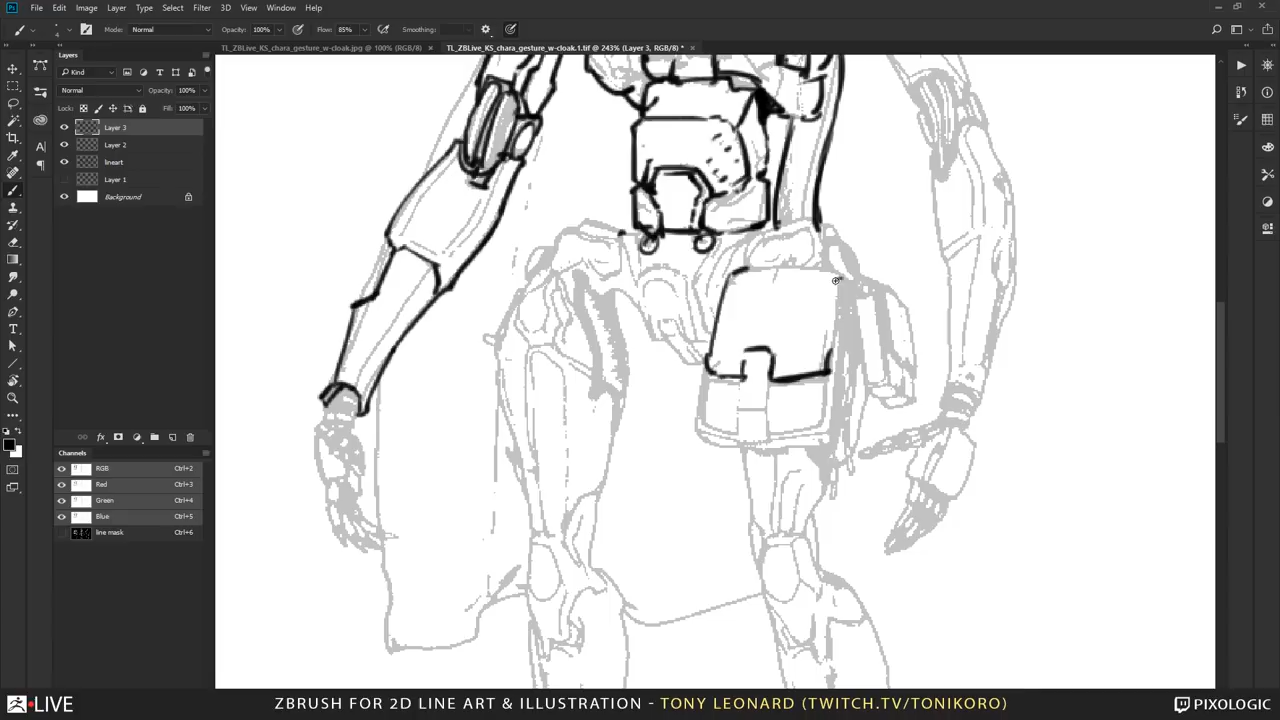 Ps File Edit Image Layer Type Select Filter 3D View Window Help
4 Mode: Normal Opacity: 100% Flow: 85% Smoothing:
TL_ZBLive_KS_chara_gesture_w-cloak.jpg @ 100% (RGB/8) TL_ZBLive_KS_chara_gesture_w-cloak.1.tif @ 243% (Layer 3, RGB/8) *
Layers
Kind
Normal Opacity: 100%
Lock: Fill: 100%
Layer 3
Layer 2
lineart
Layer 1
Background
fx
Channels
RGB Ctrl+2
Red Ctrl+3
Green Ctrl+4
Blue Ctrl+5
line mask Ctrl+6
LIVE ZBRUSH FOR 2D LINE ART & ILLUSTRATION - TONY LEONARD (TWITCH.TV/TONIKORO) PIXOLOGIC